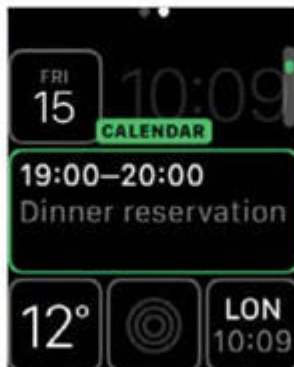 FRI
15
10:09
CALENDAR
19:00–20:00
Dinner reservation
12°
LON
10:09